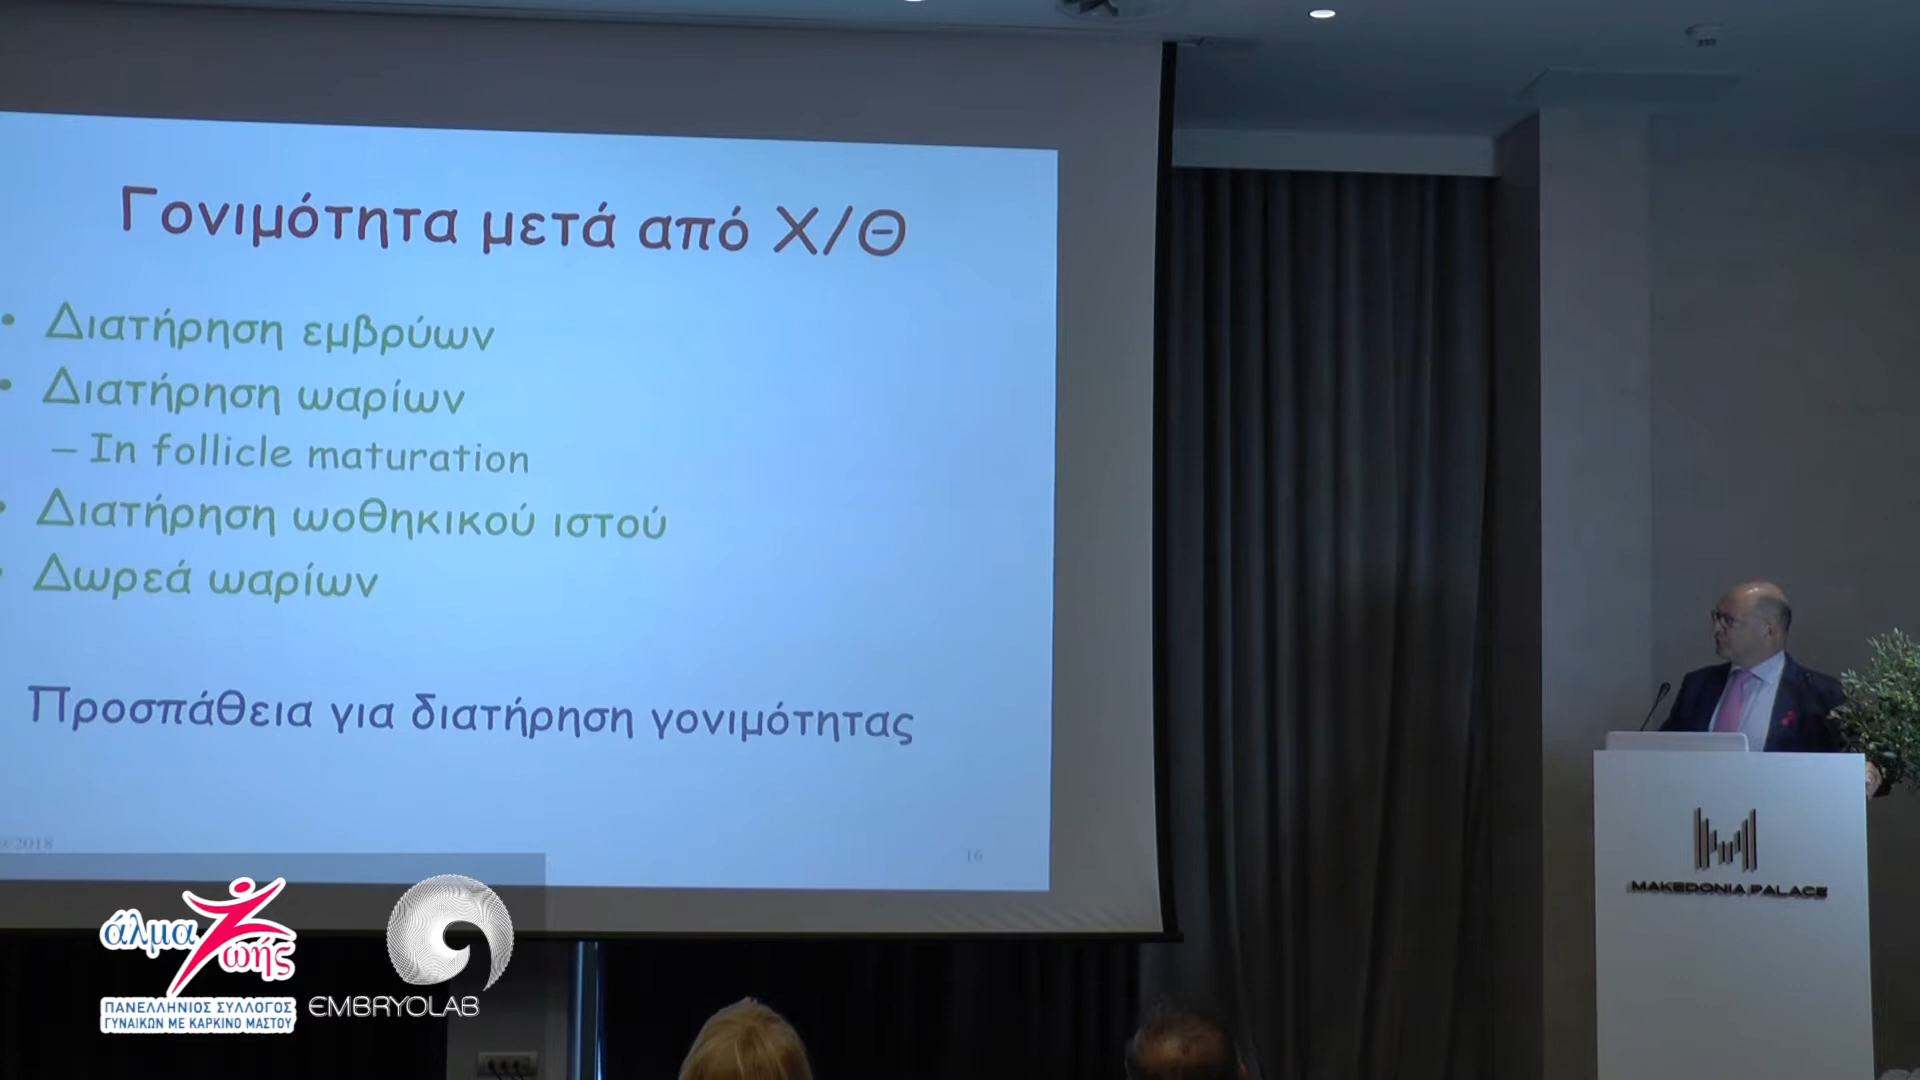 Γονιμότητα μετά από Χ/Θ
• Διατήρηση εμβρύων
• Διατήρηση ωαρίων
– In follicle maturation
• Διατήρηση ωοθηκικού ιστού
• Δωρεά ωαρίων
Προσπάθεια για διατήρηση γονιμότητας
/2018
16
άλμα Ζωής
ΠΑΝΕΛΛΗΝΙΟΣ ΣΥΛΛΟΓΟΣ
ΓΥΝΑΙΚΩΝ ΜΕ ΚΑΡΚΙΝΟ ΜΑΣΤΟΥ
EMBRYOLAB
MAKEDONIA PALACE